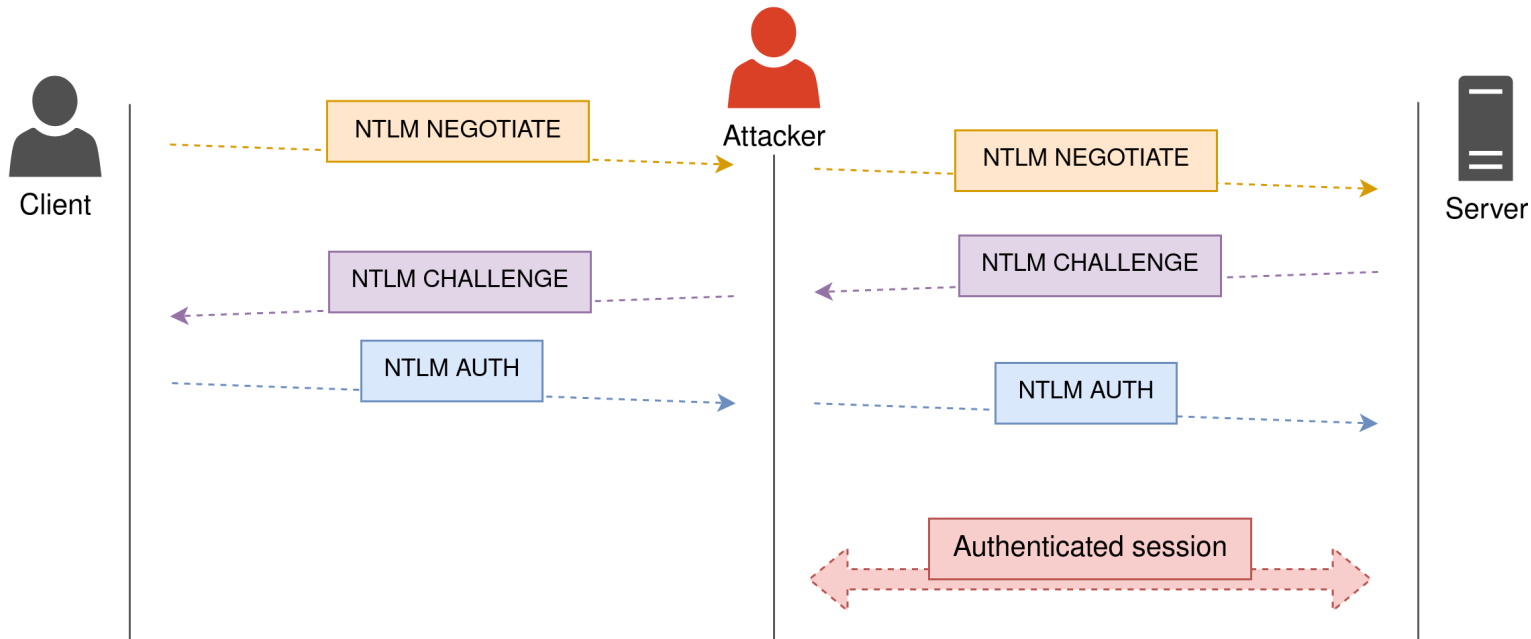 Client
Attacker
Server
NTLM NEGOTIATE
NTLM NEGOTIATE
NTLM CHALLENGE
NTLM CHALLENGE
NTLM AUTH
NTLM AUTH
Authenticated session